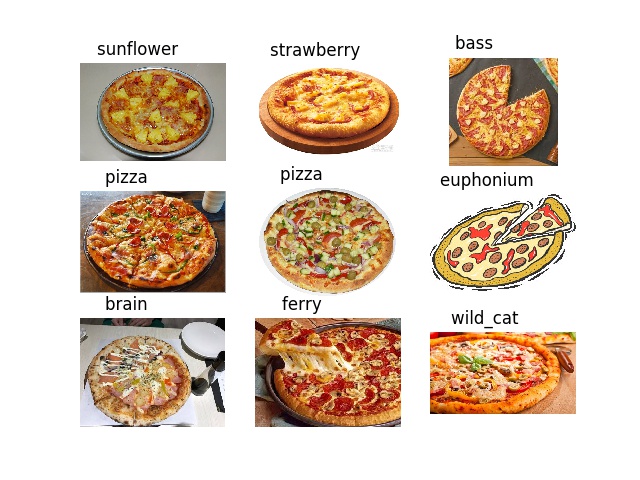 sunflower
strawberry
bass
pizza
pizza
euphonium
brain
ferry
wild_cat